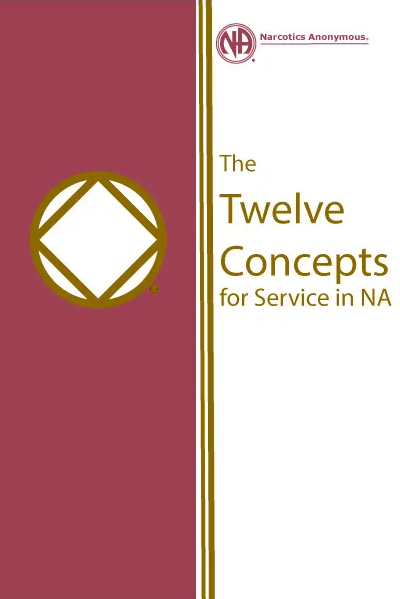 NA
Narcotics Anonymous®
The
Twelve
Concepts
for Service in NA